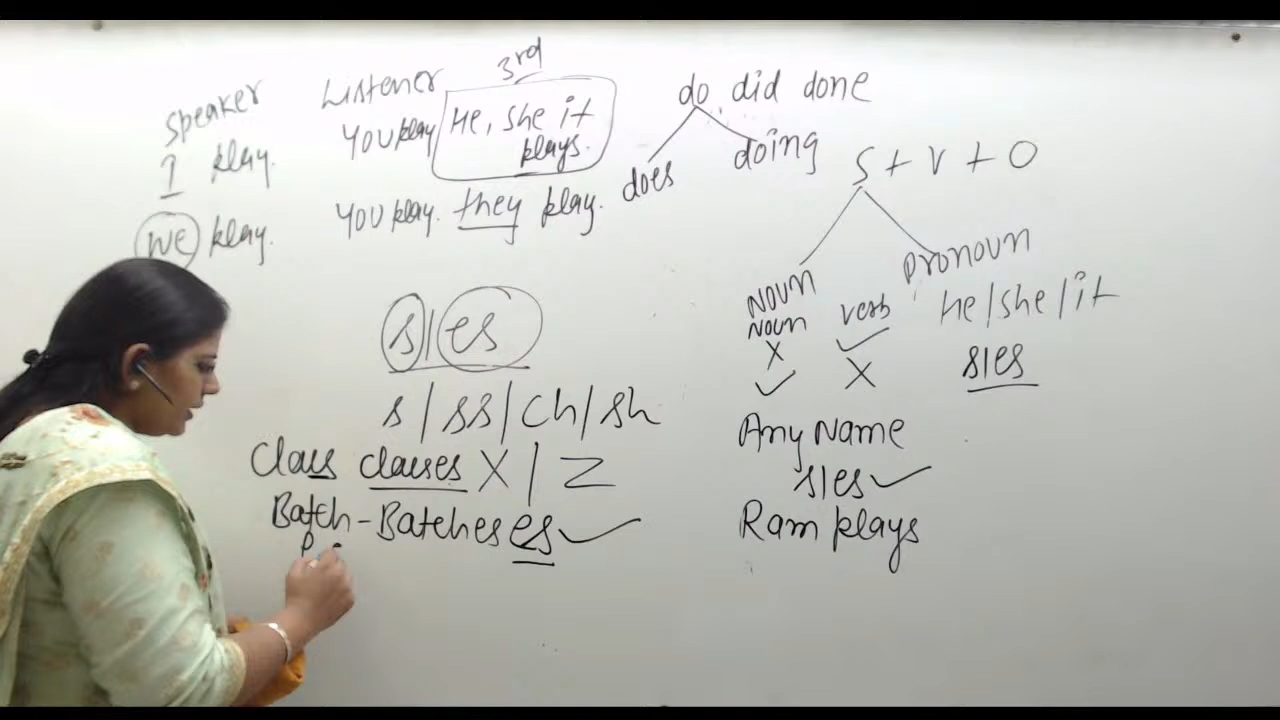 speaker Listener 3rd
I play. You play He, she it plays.
We play. You play. they play.
do did done
does doing
S + V + O
Noun Pronoun
Noun verb He/she/it
X ✓ s/es
✓ X
Any Name
s/es ✓
Ram plays
s/es
s/ss/ch/sh
Class classes X/Z
Batch - Batches es ✓